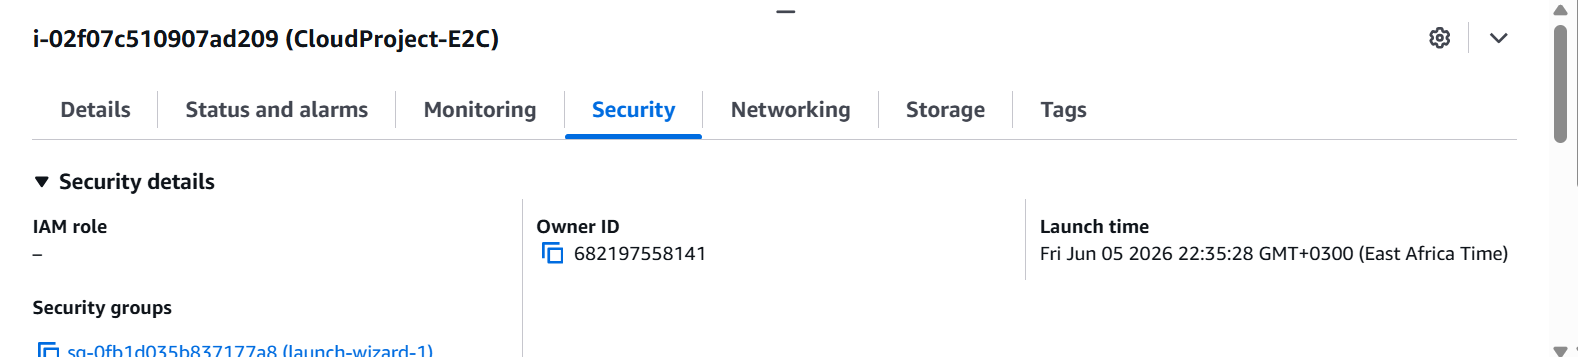 i-02f07c510907ad209 (CloudProject-E2C)
Details Status and alarms Monitoring Security Networking Storage Tags
Security details
IAM role Owner ID Launch time
– 682197558141 Fri Jun 05 2026 22:35:28 GMT+0300 (East Africa Time)
Security groups
sg-0fb1d035b837177a8 (launch-wizard-1)